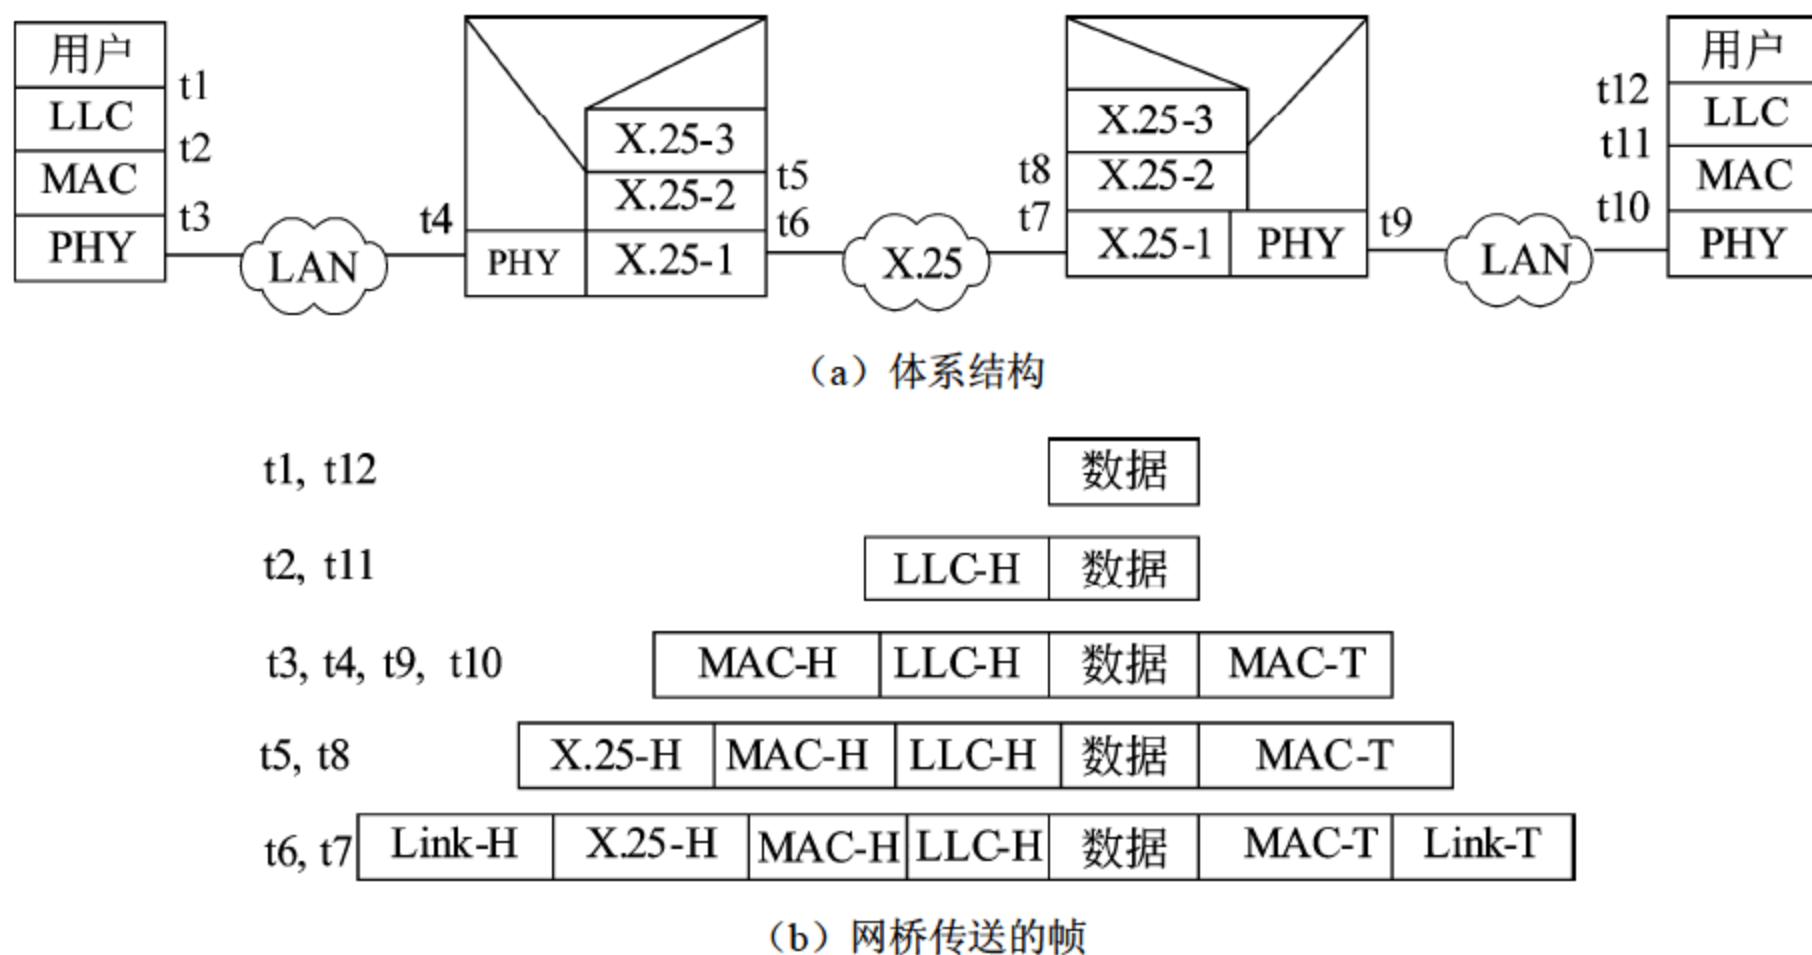 用户
LLC
MAC
PHY
t1
t2
t3
LAN
t4
PHY
X.25-3
X.25-2
X.25-1
t5
t6
X.25
t8
t7
X.25-3
X.25-2
X.25-1
PHY
t9
LAN
t12
t11
t10
用户
LLC
MAC
PHY
（a）体系结构
t1, t12 数据
t2, t11 LLC-H 数据
t3, t4, t9, t10 MAC-H LLC-H 数据 MAC-T
t5, t8 X.25-H MAC-H LLC-H 数据 MAC-T
t6, t7 Link-H X.25-H MAC-H LLC-H 数据 MAC-T Link-T
（b）网桥传送的帧